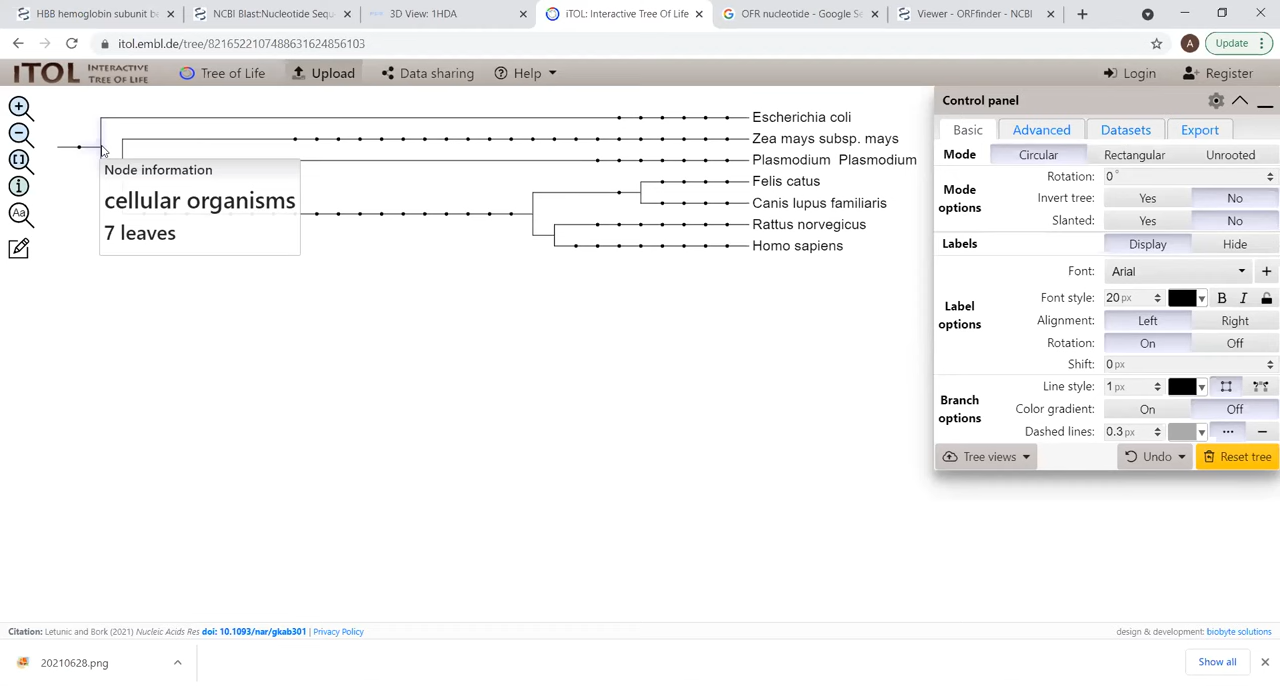 HBB hemoglobin subunit be
NCBI Blast:Nucleotide Sequ
3D View: 1HDA
iTOL: Interactive Tree Of Life
OFR nucleotide - Google Se
Viewer - ORFfinder - NCBI
itol.embl.de/tree/8216522107488631624856103
A
Update
iTOL INTERACTIVE TREE OF LIFE
Tree of Life
Upload
Data sharing
Help
Login
Register
Escherichia coli
Zea mays subsp. mays
Plasmodium Plasmodium
Felis catus
Canis lupus familiaris
Rattus norvegicus
Homo sapiens
Node information
cellular organisms
7 leaves
Aa
Control panel
Basic Advanced Datasets Export
Mode Circular Rectangular Unrooted
Mode options
Rotation: 0°
Invert tree: Yes No
Slanted: Yes No
Labels Display Hide
Label options
Font: Arial
Font style: 20 px B I
Alignment: Left Right
Rotation: On Off
Shift: 0 px
Branch options
Line style: 1 px
Color gradient: On Off
Dashed lines: 0.3 px
Tree views Undo Reset tree
Citation: Letunic and Bork (2021) Nucleic Acids Res doi: 10.1093/nar/gkab301 | Privacy Policy
design & development: biobyte solutions
20210628.png
Show all